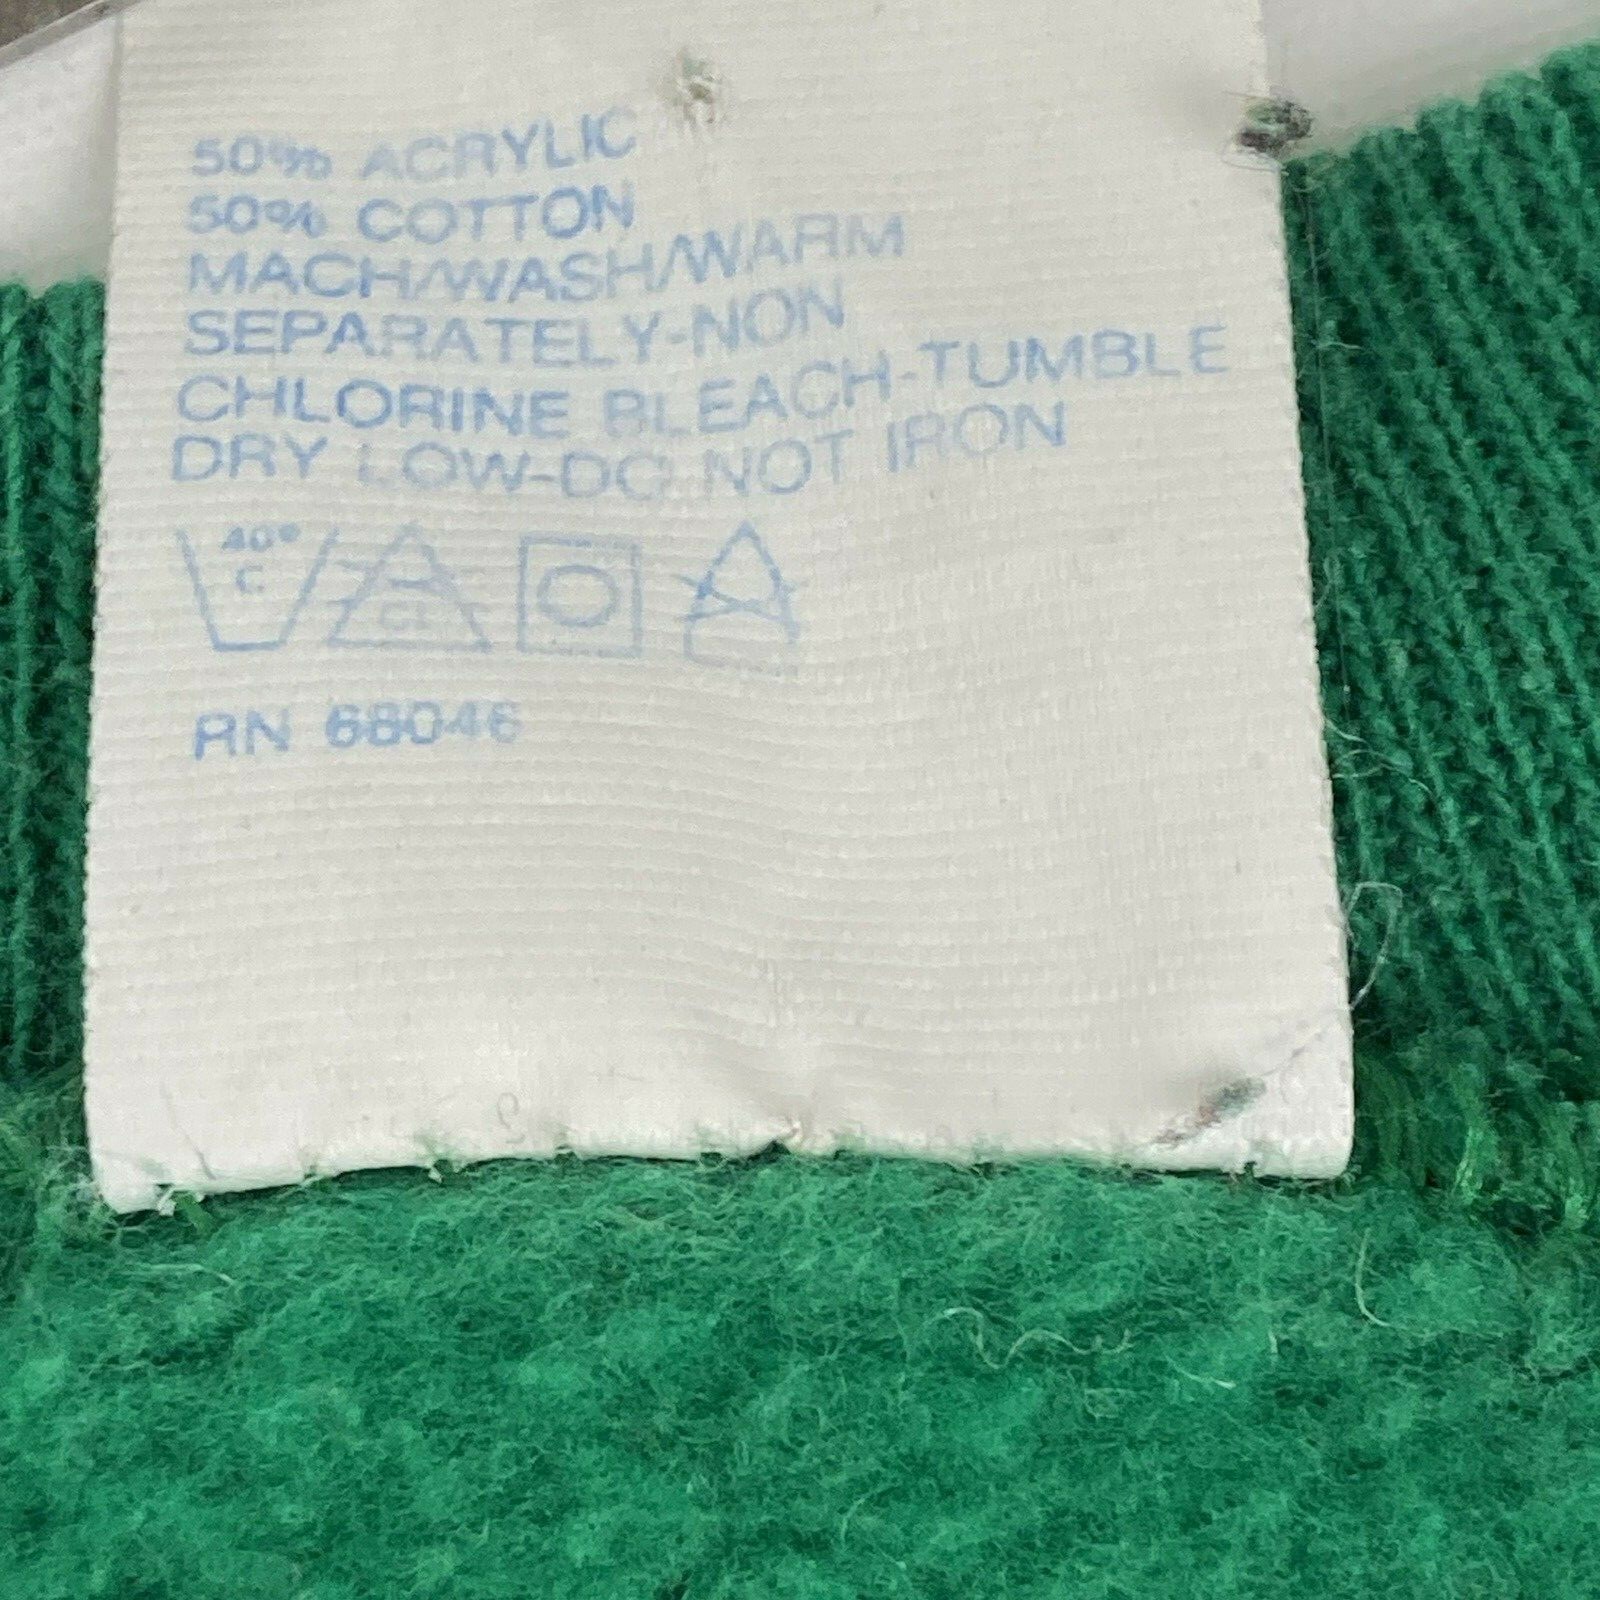 50% ACRYLIC
50% COTTON
MACH/WASH/WARM
SEPARATELY-NON
CHLORINE BLEACH-TUMBLE
DRY LOW-DO NOT IRON
40°
C
Cl
RN 68046